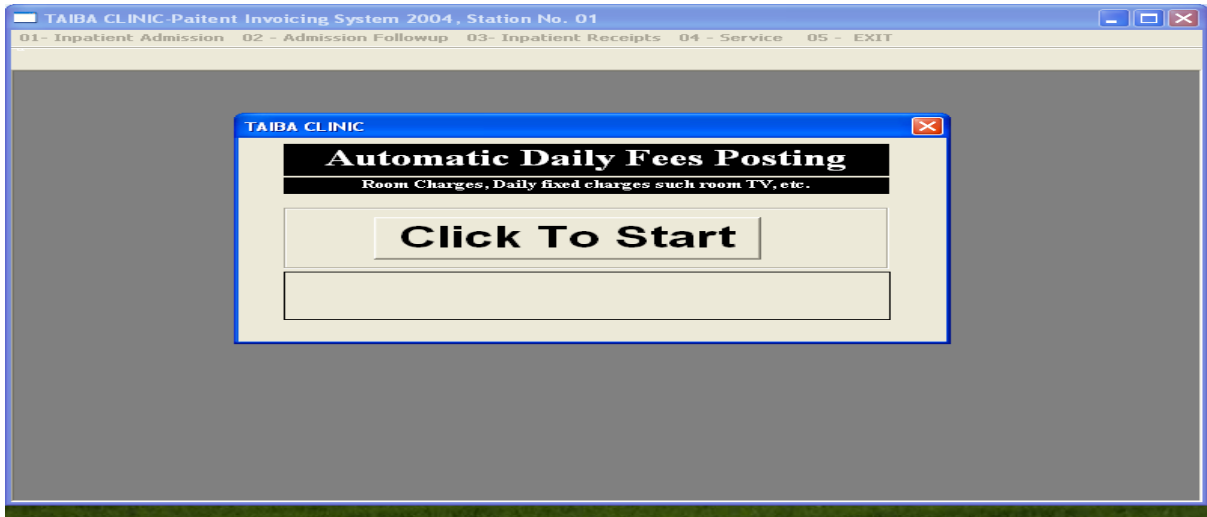 TAIBA CLINIC-Paitent Invoicing System 2004, Station No. 01
01- Inpatient Admission 02 - Admission Followup 03- Inpatient Receipts 04 - Service 05 - EXIT
TAIBA CLINIC
Automatic Daily Fees Posting
Room Charges, Daily fixed charges such room TV, etc.
Click To Start